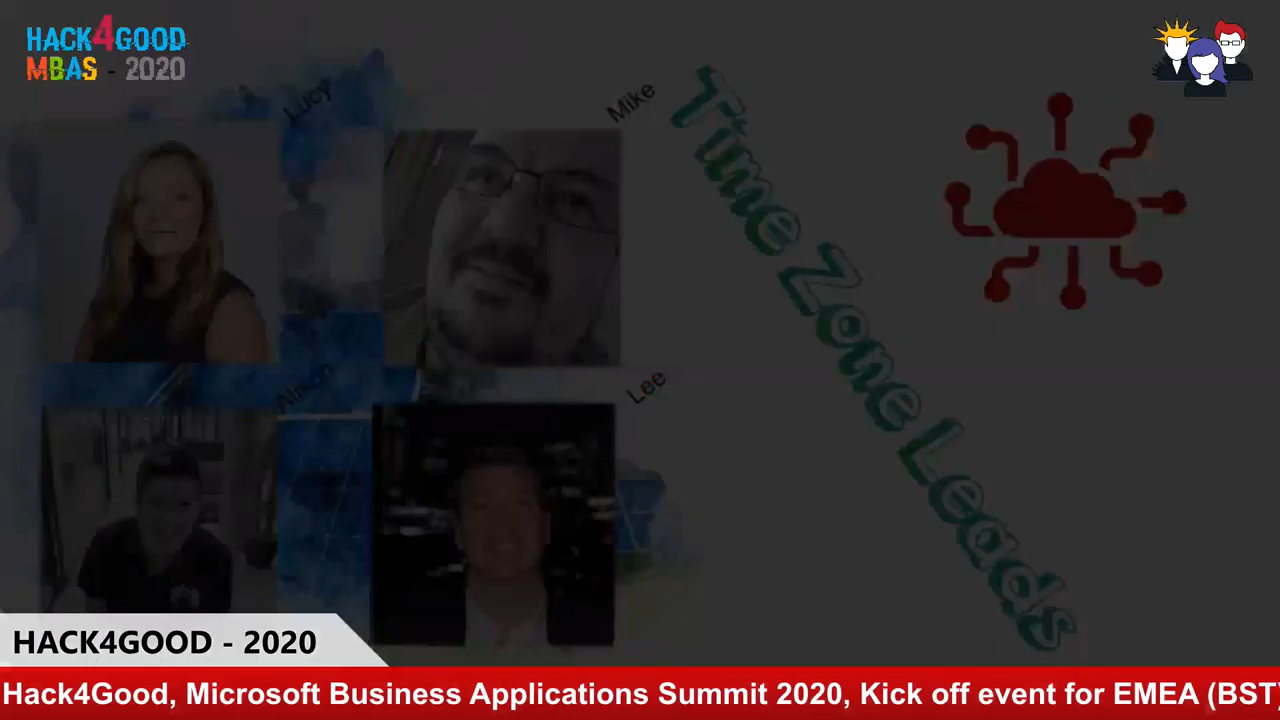 HACK4GOOD
MBAS - 2020
Lucy
Mike
Time Zone Leads
Alison
Lee
HACK4GOOD - 2020
Hack4Good, Microsoft Business Applications Summit 2020, Kick off event for EMEA (BST)